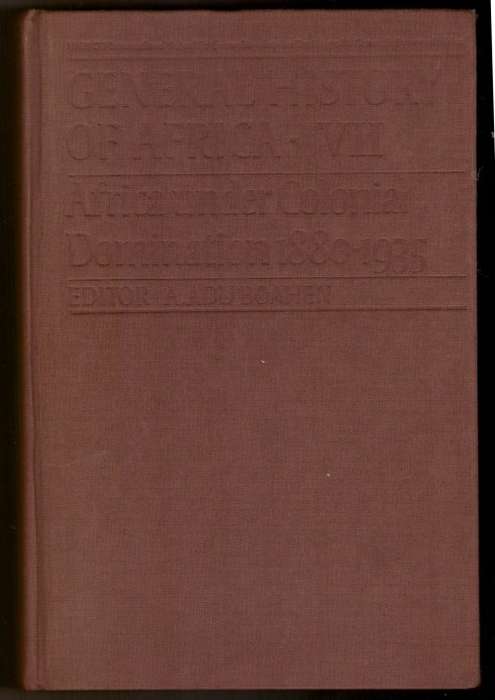 GENERAL HISTORY
OF AFRICA · VII
Africa under Colonial
Domination 1880-1935
EDITOR A. ADU BOAHEN